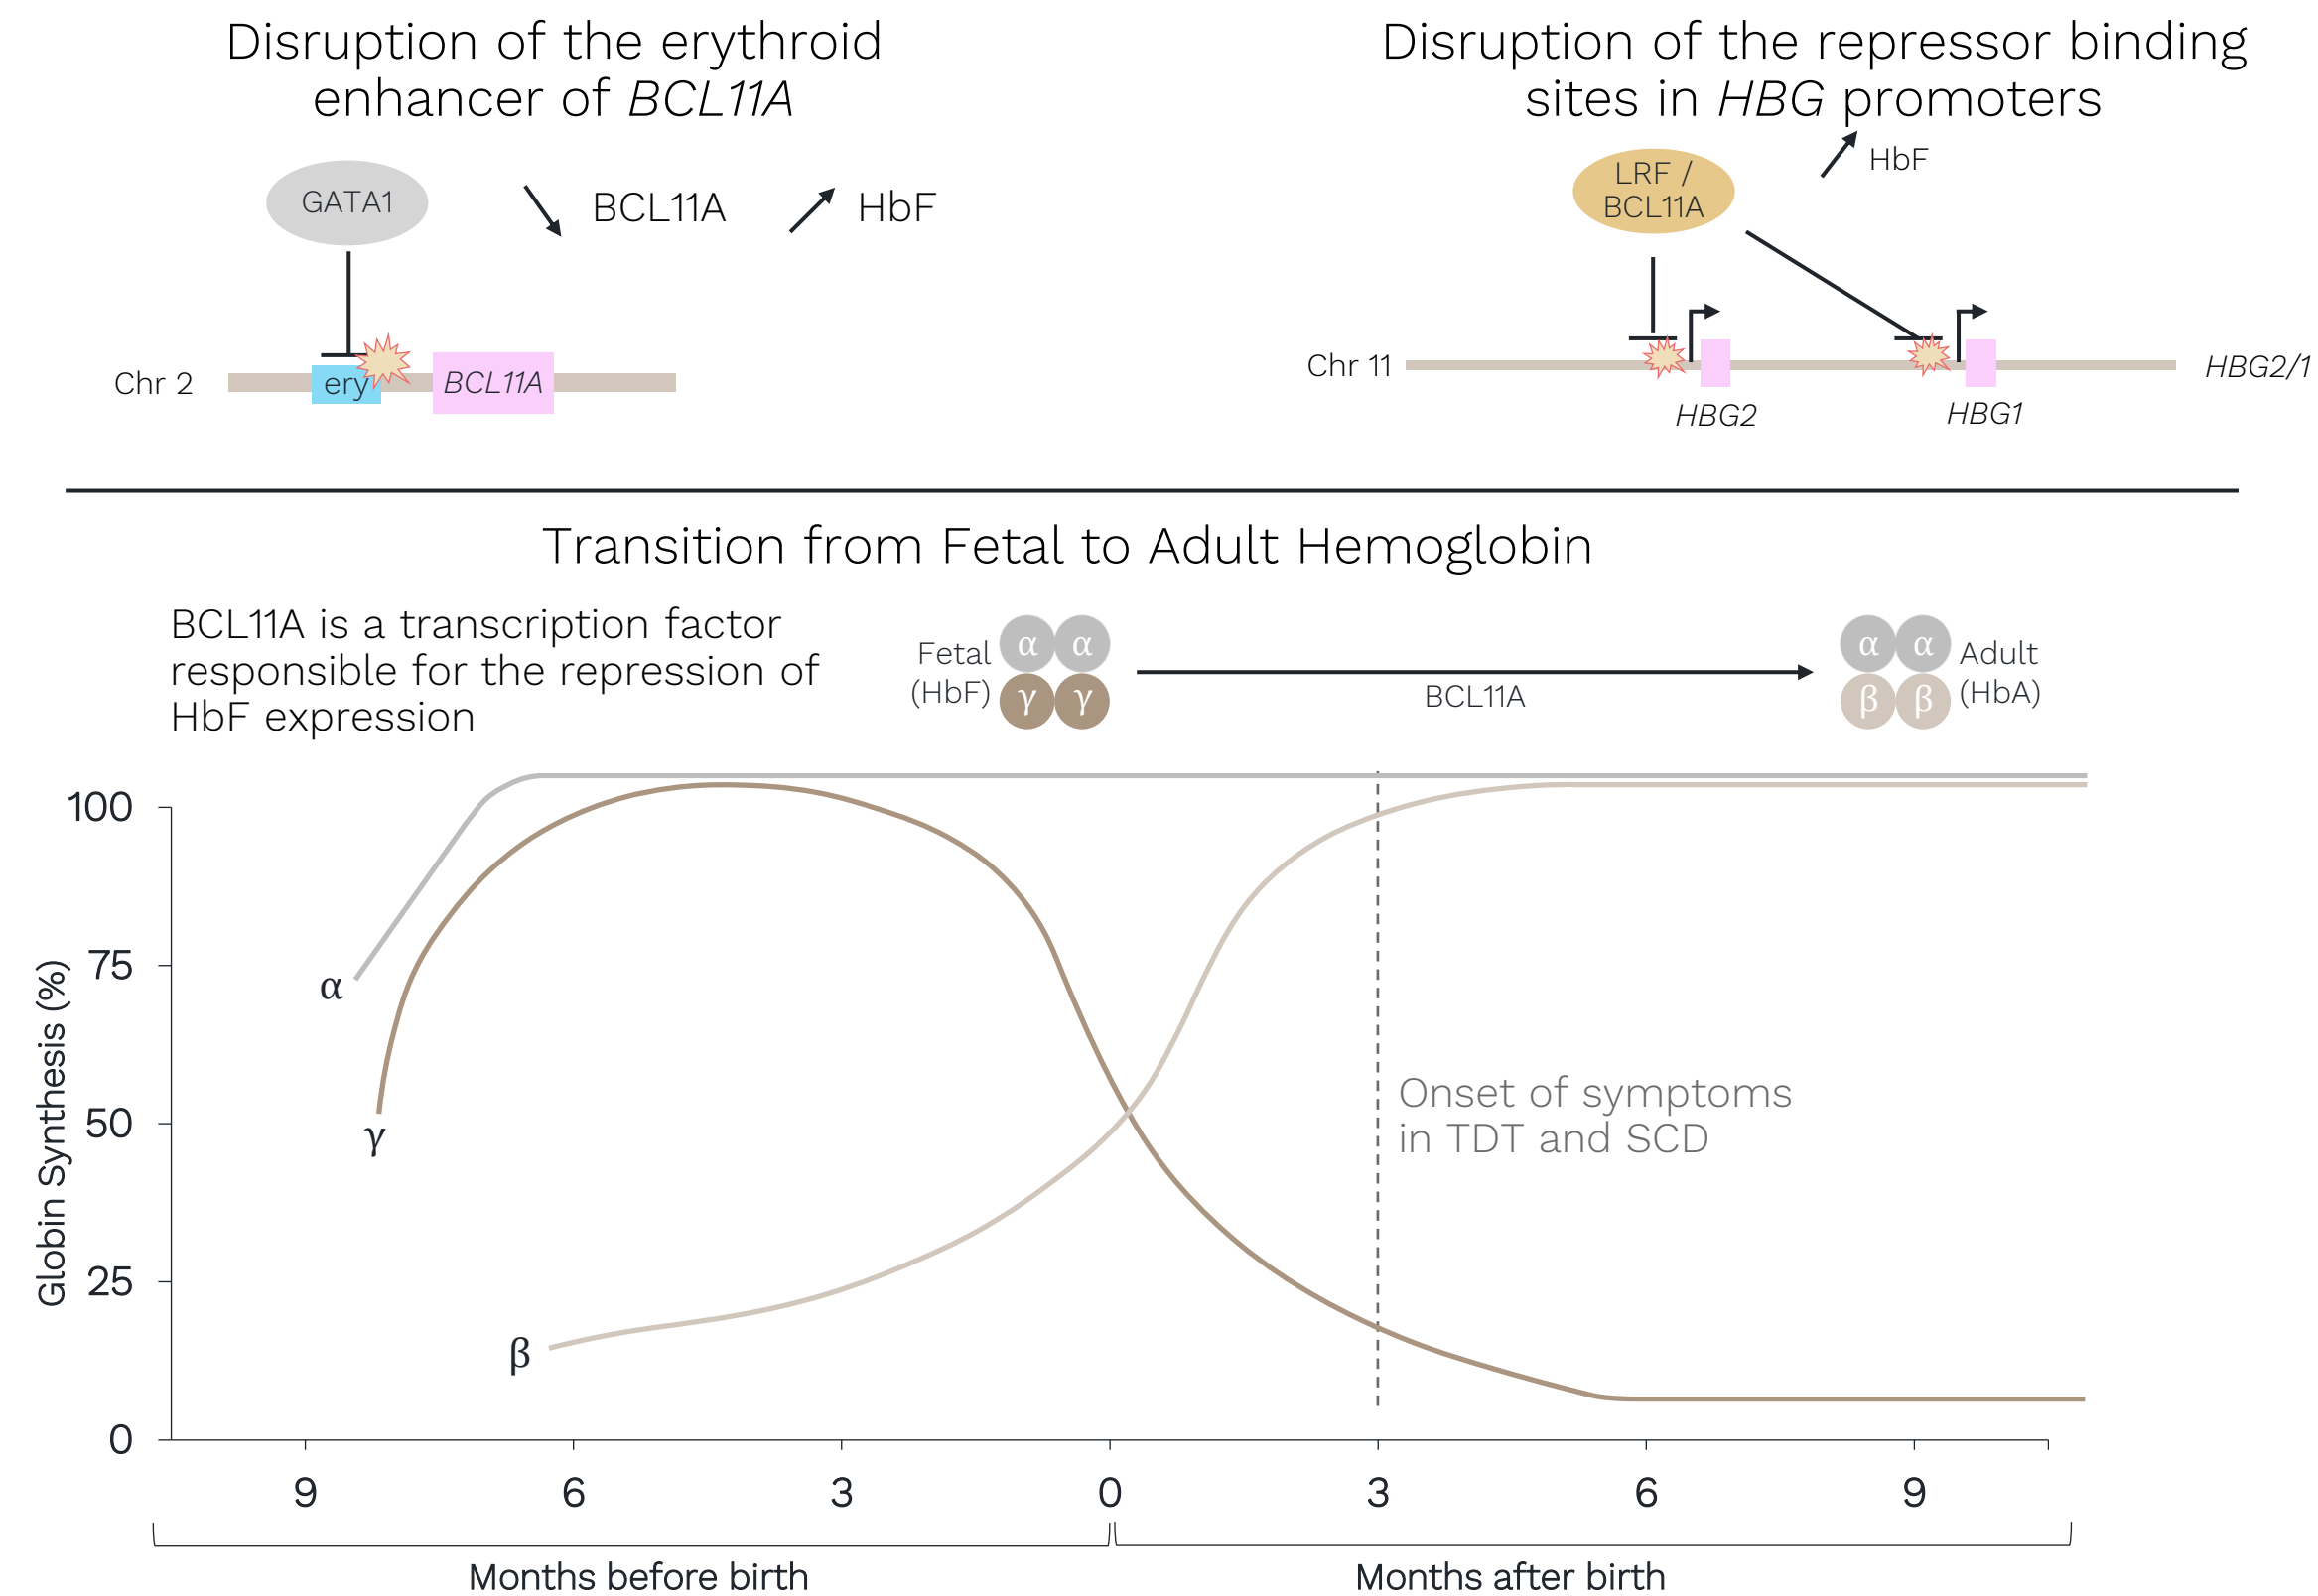 Disruption of the erythroid
enhancer of BCL11A
GATA1
BCL11A
HbF
Chr 2
ery
BCL11A
Disruption of the repressor binding
sites in HBG promoters
LRF /
BCL11A
HbF
Chr 11
HBG2
HBG1
HBG2/1
Transition from Fetal to Adult Hemoglobin
BCL11A is a transcription factor
responsible for the repression of
HbF expression
Fetal
(HbF)
α α
γ γ
BCL11A
α α
β β
Adult
(HbA)
Globin Synthesis (%)
100
75
50
25
0
α
γ
β
Onset of symptoms
in TDT and SCD
9 6 3 0 3 6 9
Months before birth
Months after birth